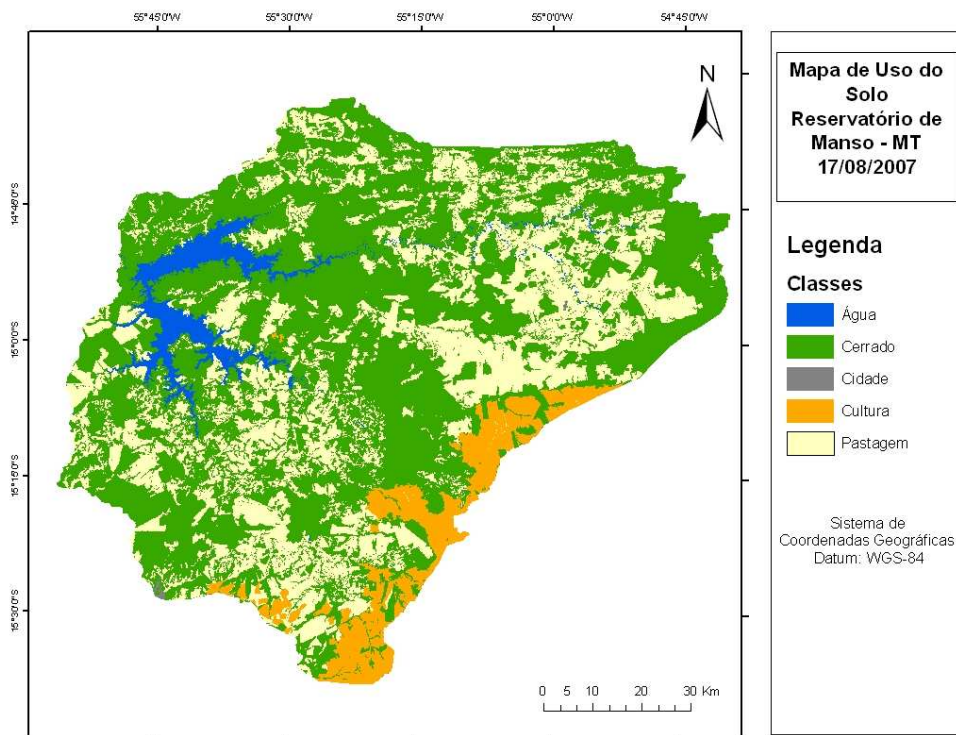 55°45'0"W 55°30'0"W 55°15'0"W 55°0'0"W 54°45'0"W
N
Mapa de Uso do
Solo
Reservatório de
Manso - MT
17/08/2007
14°45'0"S
15°0'0"S
15°15'0"S
15°30'0"S
Legenda
Classes
Água
Cerrado
Cidade
Cultura
Pastagem
Sistema de
Coordenadas Geográficas
Datum: WGS-84
0 5 10 20 30 Km